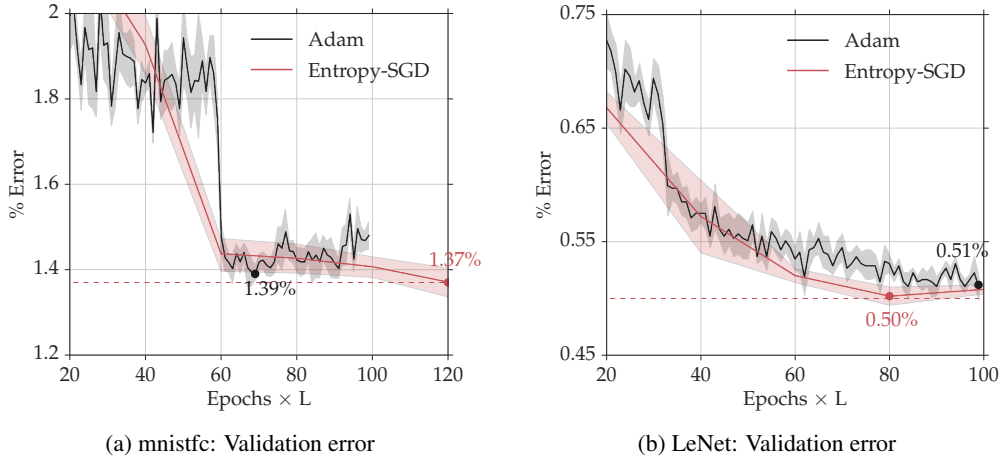 2
1.8
1.6
1.4
1.2
% Error
20
40
60
80
100
120
Epochs × L
Adam
Entropy-SGD
1.39%
1.37%
(a) mnistfc: Validation error
0.75
0.65
0.55
0.45
% Error
20
40
60
80
100
Epochs × L
Adam
Entropy-SGD
0.51%
0.50%
(b) LeNet: Validation error